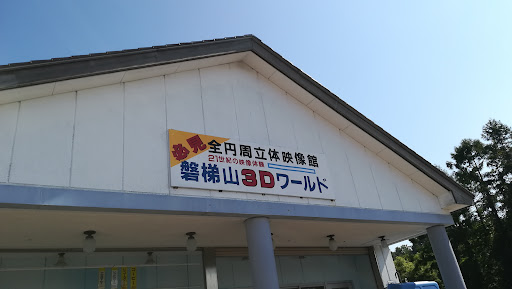 必見
全円周立体映像館
21世紀の映像体験
磐梯山3Dワールド